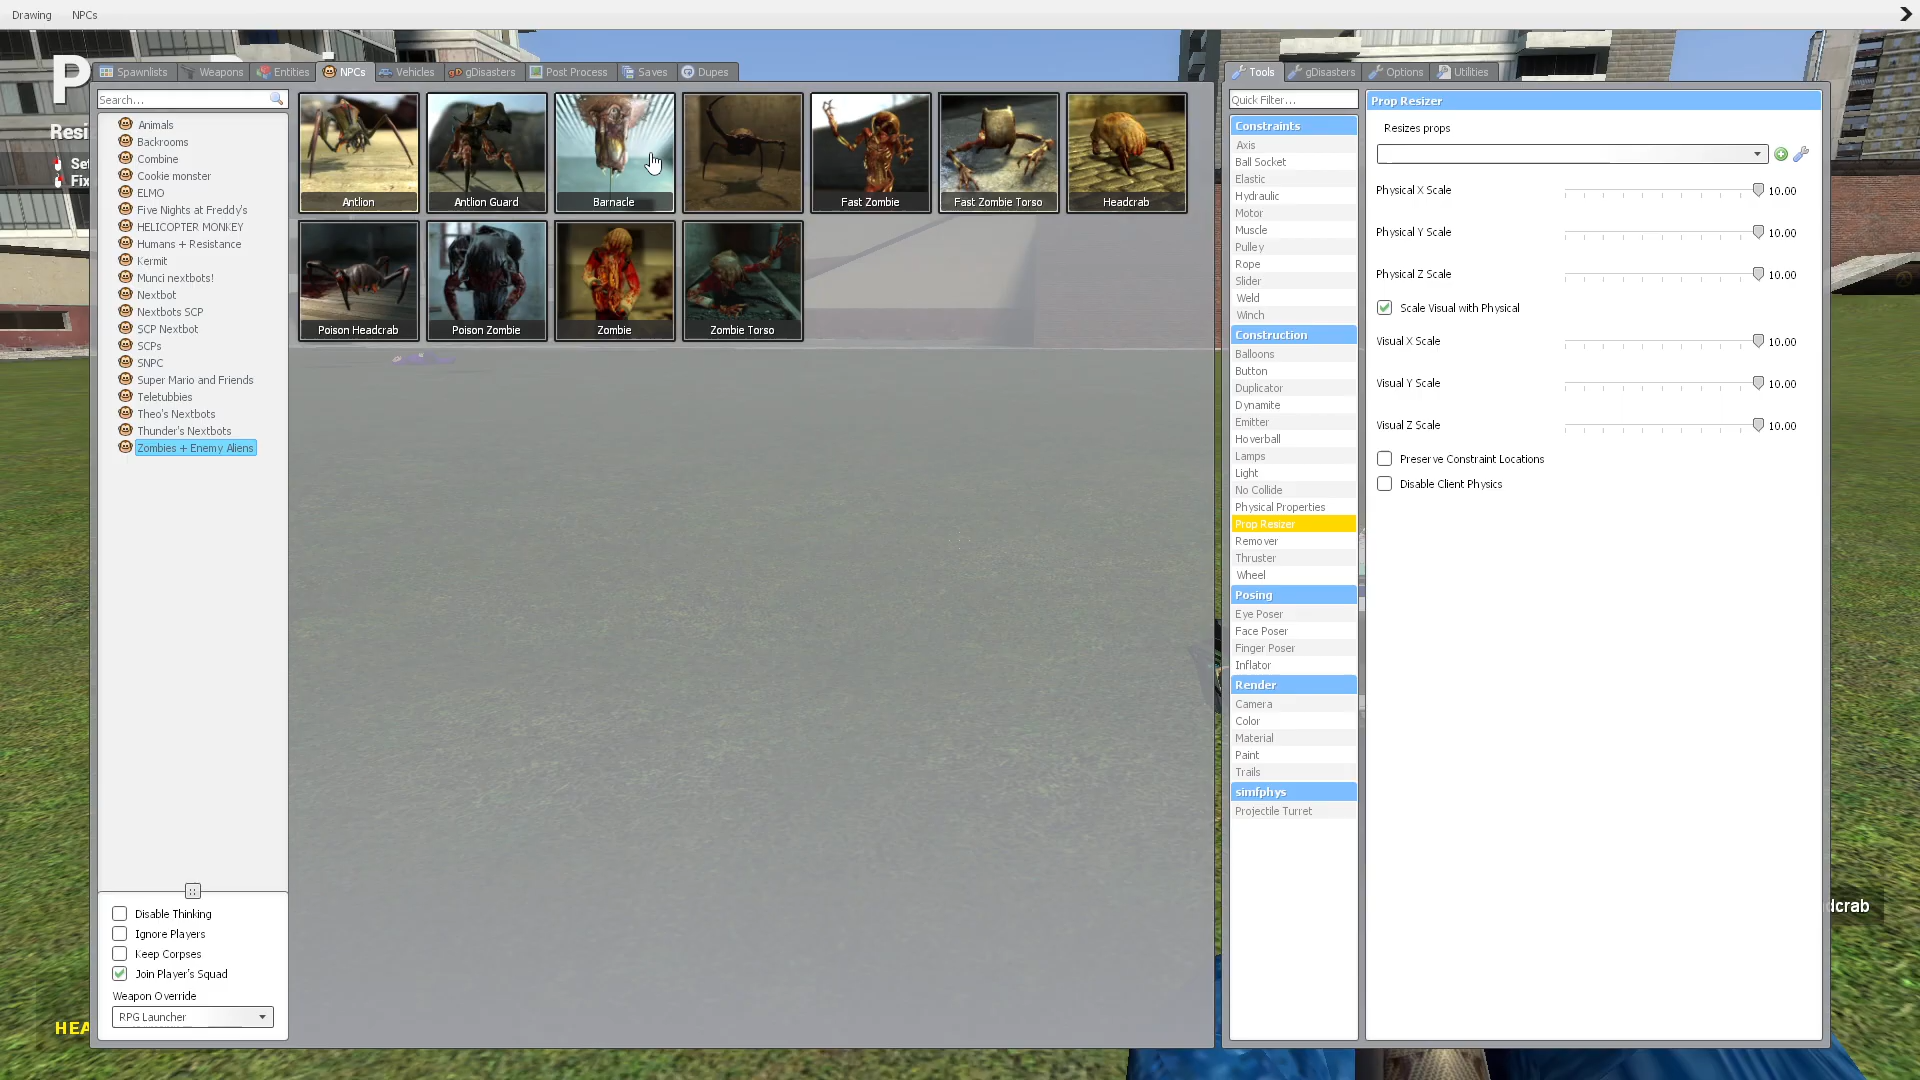 Drawing NPCs
P
Resi
Set
Fix
Spawnlists Weapons Entities NPCs Vehicles gDisasters Post Process Saves Dupes
Search...
Animals
Backrooms
Combine
Cookie monster
ELMO
Five Nights at Freddy's
HELICOPTER MONKEY
Humans + Resistance
Kermit
Munci nextbots!
Nextbot
Nextbots SCP
SCP Nextbot
SCPs
SNPC
Super Mario and Friends
Teletubbies
Theo's Nextbots
Thunder's Nextbots
Zombies + Enemy Aliens
Disable Thinking
Ignore Players
Keep Corpses
Join Player's Squad
Weapon Override
RPG Launcher
HEA
Antlion Antlion Guard Barnacle Fast Zombie Fast Zombie Torso Headcrab
Poison Headcrab Poison Zombie Zombie Zombie Torso
Tools gDisasters Options Utilities
Quick Filter...
Constraints
Axis
Ball Socket
Elastic
Hydraulic
Motor
Muscle
Pulley
Rope
Slider
Weld
Winch
Construction
Balloons
Button
Duplicator
Dynamite
Emitter
Hoverball
Lamps
Light
No Collide
Physical Properties
Prop Resizer
Remover
Thruster
Wheel
Posing
Eye Poser
Face Poser
Finger Poser
Inflator
Render
Camera
Color
Material
Paint
Trails
simfphys
Projectile Turret
Prop Resizer
Resizes props
Physical X Scale 10.00
Physical Y Scale 10.00
Physical Z Scale 10.00
Scale Visual with Physical
Visual X Scale 10.00
Visual Y Scale 10.00
Visual Z Scale 10.00
Preserve Constraint Locations
Disable Client Physics
dcrab